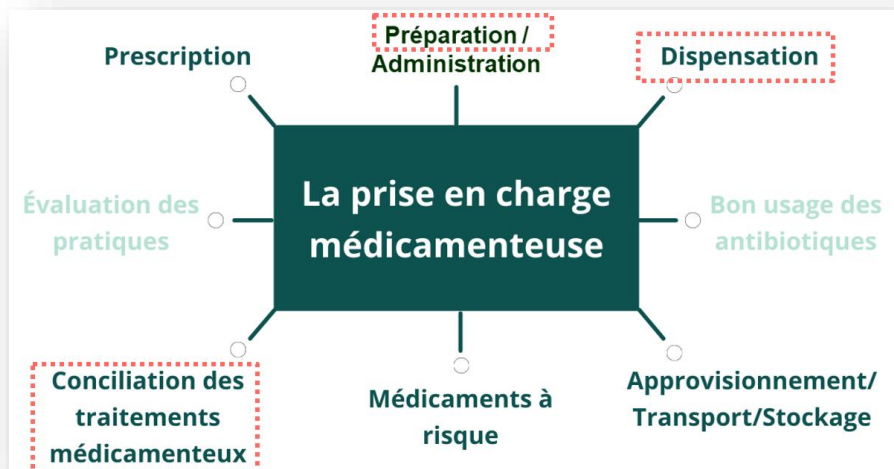 Prescription
Préparation /
Administration
Dispensation
Évaluation des
pratiques
La prise en charge
médicamenteuse
Bon usage des
antibiotiques
Conciliation des
traitements
médicamenteux
Médicaments à
risque
Approvisionnement/
Transport/Stockage